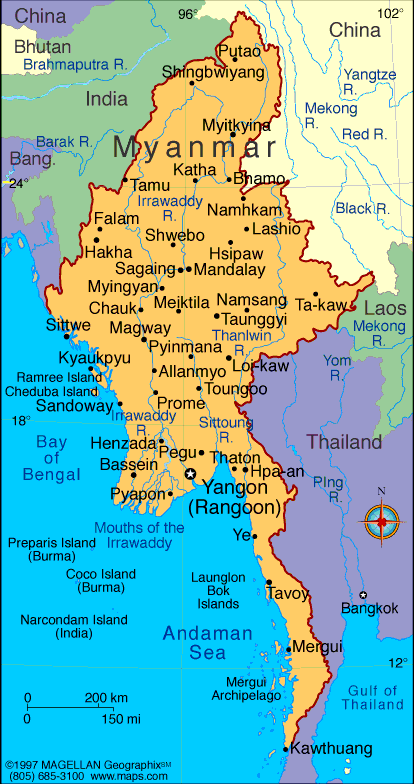 96°
102°
China
China
Bhutan
Brahmaputra R.
Putao
Shingbwiyang
Yangtze
R.
India
Mekong
R.
Myitkyina
Red R.
Barak R.
Myanmar
Bang.
Katha
Bhamo
24°
Tamu
Irrawaddy
R.
Namhkam
Black R.
Falam
Lashio
Shwebo
Hakha
Hsipaw
Sagaing
Mandalay
Myingyan
Ta-kaw
Laos
Chauk
Meiktila
Namsang
Taunggyi
Mekong
R.
Sittwe
Magway
Thanlwin
R.
Pyinmana
Kyaukpyu
Loi-kaw
Yom
R.
Ramree Island
Allanmyo
Cheduba Island
Toungoo
Sandoway
Prome
18°
Irrawaddy
R.
Sittoung
R.
Bay
of
Bengal
Henzada
Thailand
Pegu
Thaton
Bassein
Hpa-an
Ping
R.
Pyapon
Yangon
(Rangoon)
N
Mouths of the
Irrawaddy
Ye
Preparis Island
(Burma)
Coco Island
(Burma)
Launglon
Bok
Islands
Tavoy
Bangkok
Narcondam Island
(India)
Andaman
Sea
Mergui
12°
Mergui
Archipelago
Gulf of
Thailand
0 200 km
0 150 mi
Kawthuang
©1997 MAGELLAN Geographix℠
(805) 685-3100 www.maps.com